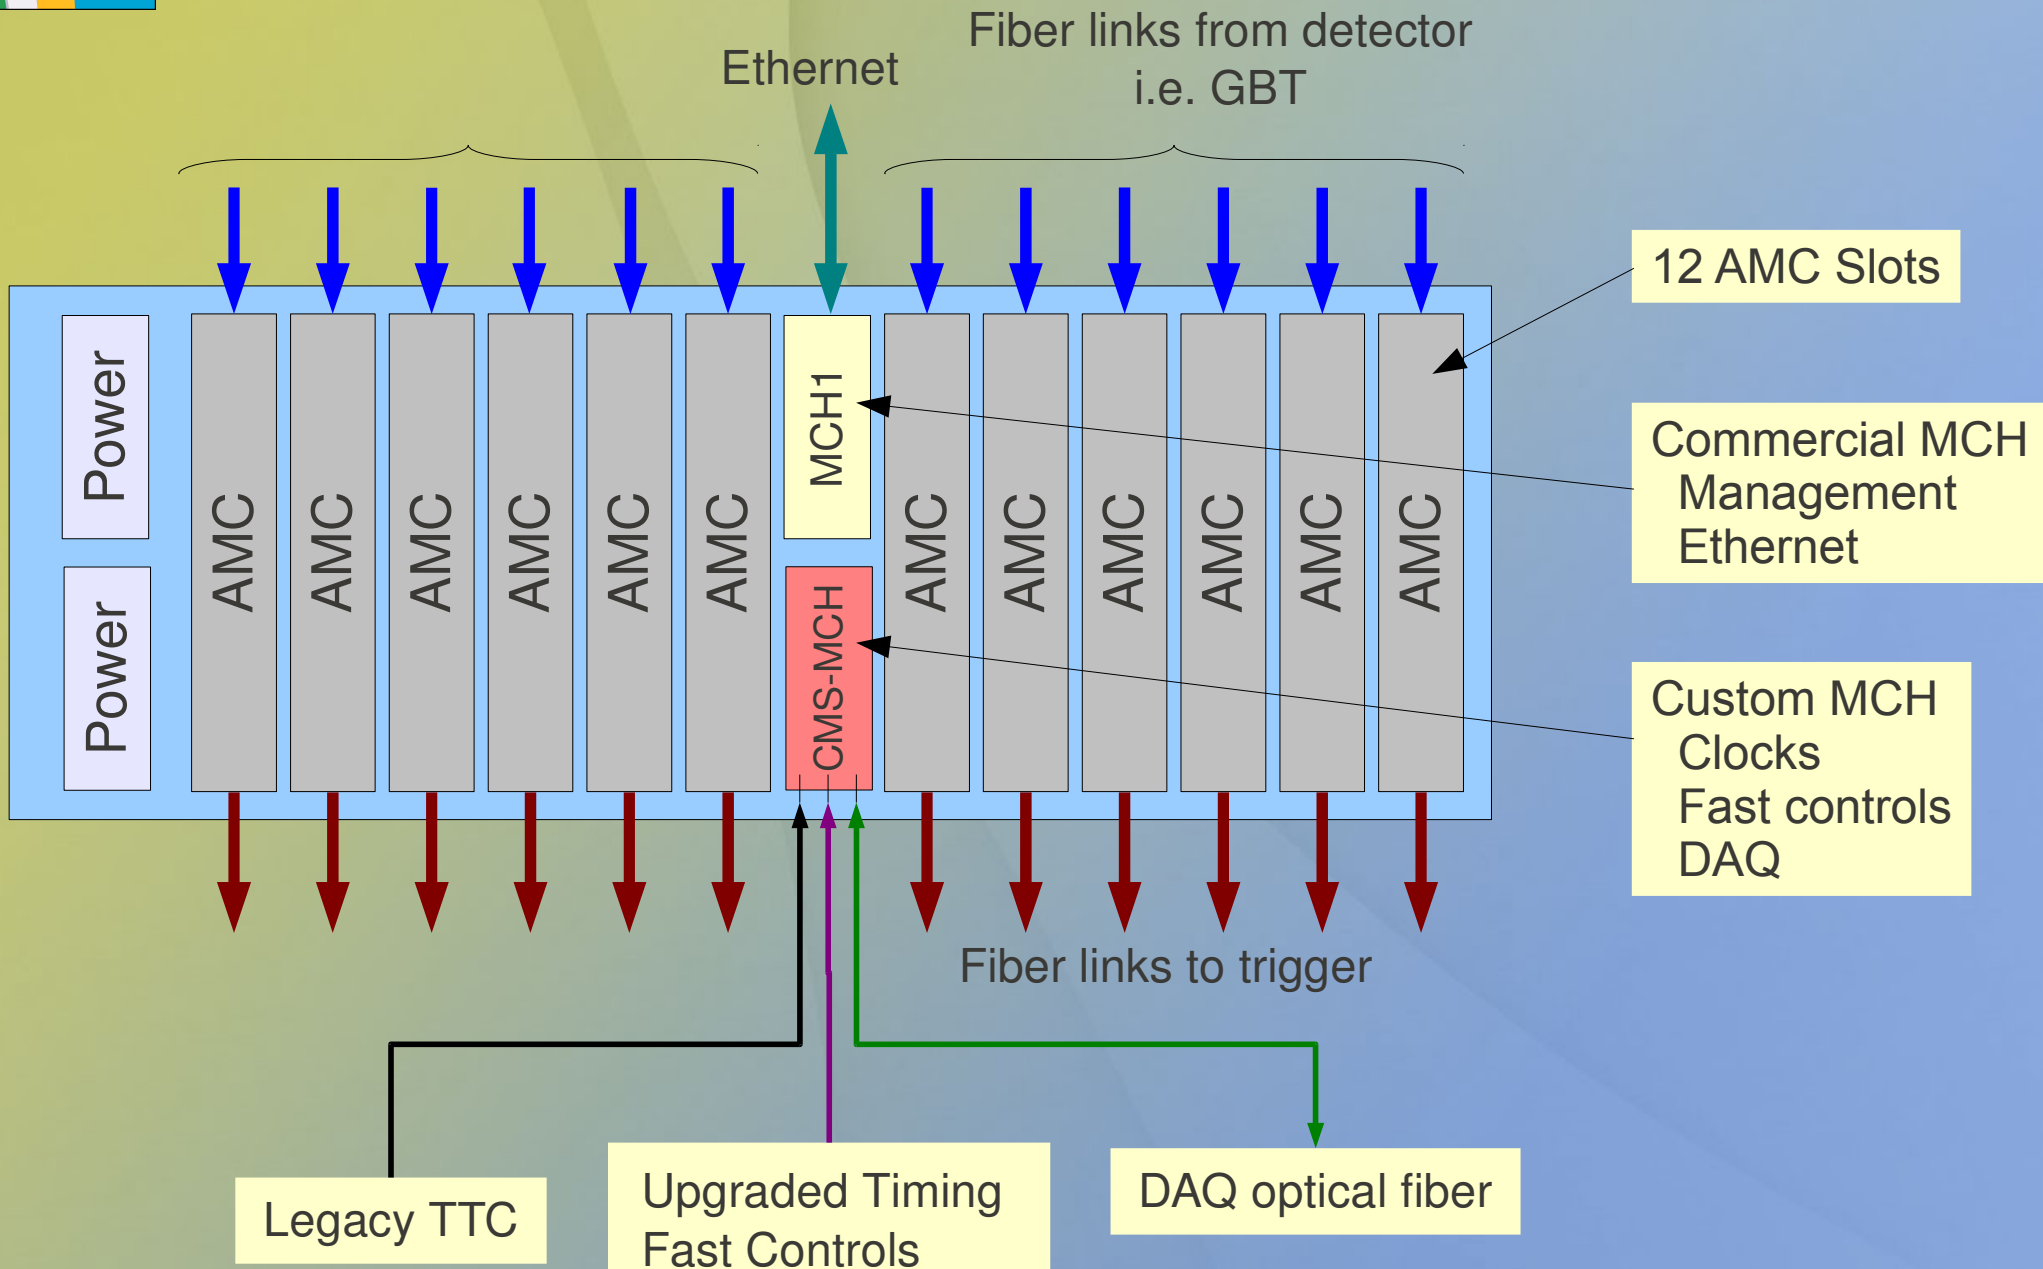 Fiber links from detector
i.e. GBT
Ethernet
12 AMC Slots
Power
Power
AMC
AMC
AMC
AMC
AMC
AMC
MCH1
CMS-MCH
AMC
AMC
AMC
AMC
AMC
AMC
Commercial MCH
Management
Ethernet
Custom MCH
Clocks
Fast controls
DAQ
Fiber links to trigger
Legacy TTC
Upgraded Timing
Fast Controls
DAQ optical fiber